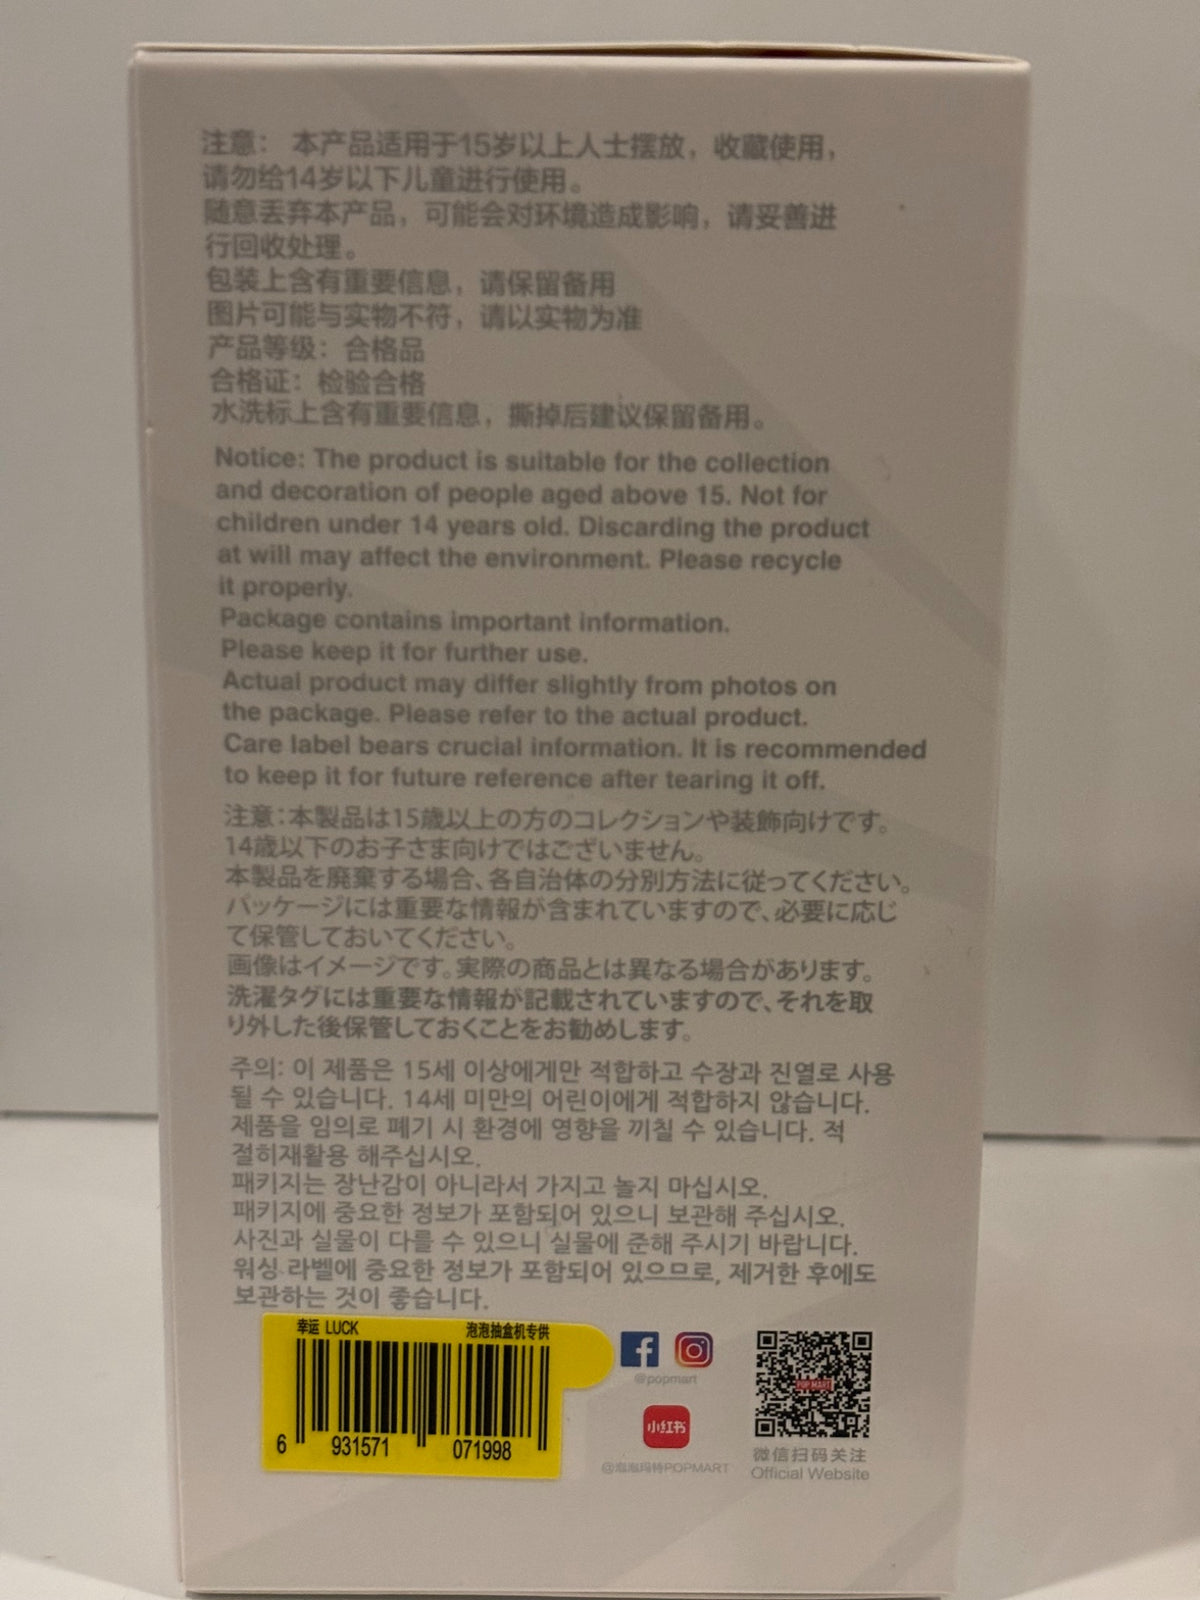 注意： 本产品适用于15岁以上人士摆放，收藏使用，
请勿给14岁以下儿童进行使用。
随意丢弃本产品，可能会对环境造成影响，请妥善进
行回收处理。
包装上含有重要信息，请保留备用
图片可能与实物不符，请以实物为准
产品等级：合格品
合格证：检验合格
水洗标上含有重要信息，撕掉后建议保留备用。
Notice: The product is suitable for the collection
and decoration of people aged above 15. Not for
children under 14 years old. Discarding the product
at will may affect the environment. Please recycle
it properly.
Package contains important information.
Please keep it for further use.
Actual product may differ slightly from photos on
the package. Please refer to the actual product.
Care label bears crucial information. It is recommended
to keep it for future reference after tearing it off.
注意：本製品は15歳以上の方のコレクションや装飾向けです。
14歳以下のお子さま向けではございません。
本製品を廃棄する場合、各自治体の分別方法に従ってください。
パッケージには重要な情報が含まれていますので、必要に応じ
て保管しておいてください。
画像はイメージです。実際の商品とは異なる場合があります。
洗濯タグには重要な情報が記載されていますので、それを取
り外した後保管しておくことをお勧めします。
주의: 이 제품은 15세 이상에게만 적합하고 수장과 진열로 사용
될 수 있습니다. 14세 미만의 어린이에게 적합하지 않습니다.
제품을 임의로 폐기 시 환경에 영향을 끼칠 수 있습니다. 적
절히재활용 해주십시오.
패키지는 장난감이 아니라서 가지고 놀지 마십시오.
패키지에 중요한 정보가 포함되어 있으니 보관해 주십시오.
사진과 실물이 다를 수 있으니 실물에 준해 주시기 바랍니다.
워싱 라벨에 중요한 정보가 포함되어 있으므로, 제거한 후에도
보관하는 것이 좋습니다.
幸运 LUCK 泡泡抽盒机专供
6 931571 071998
@popmart
小红书
@泡泡玛特POPMART
POP MART
微信扫码关注
Official Website